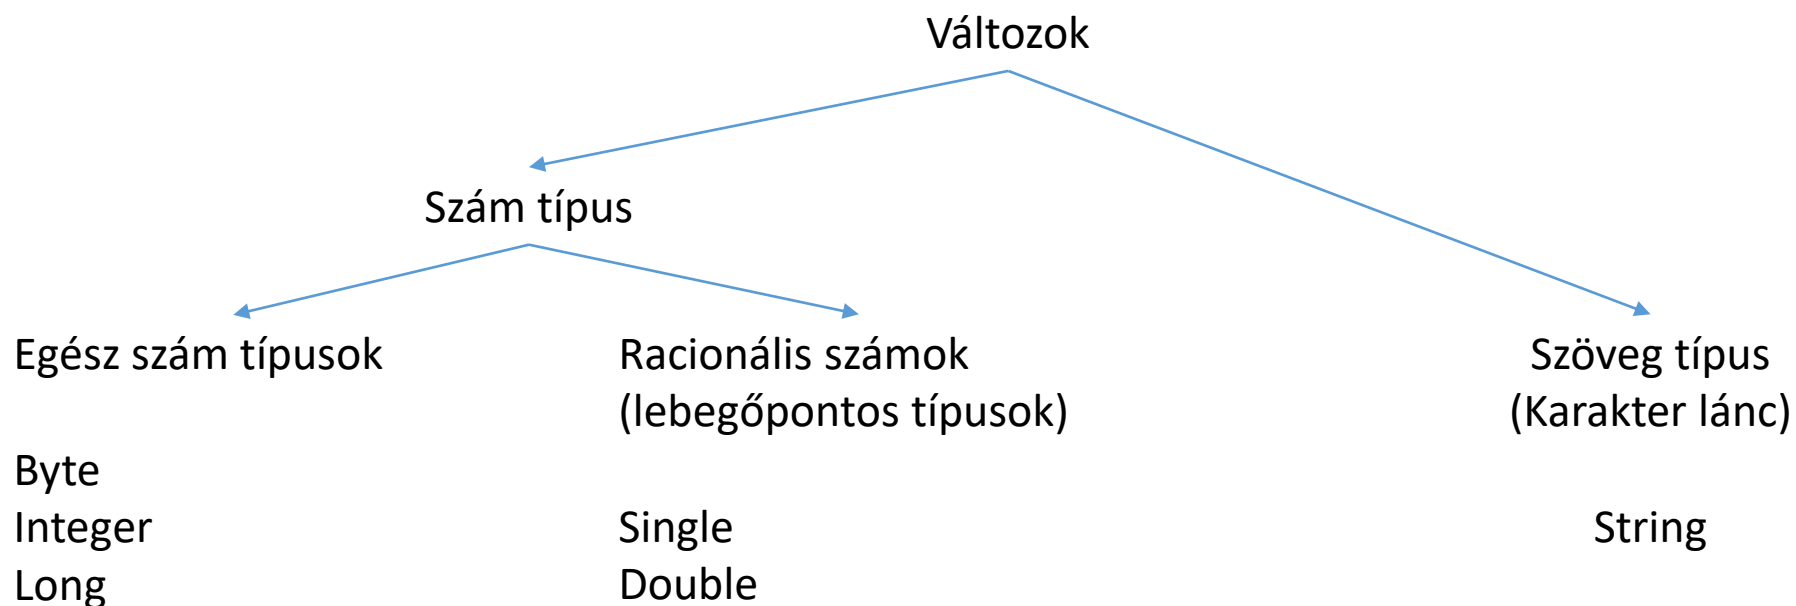 Változok
Szám típus
Egész szám típusok
Racionális számok
(lebegőpontos típusok)
Szöveg típus
(Karakter lánc)
Byte
Integer
Long
Single
Double
String